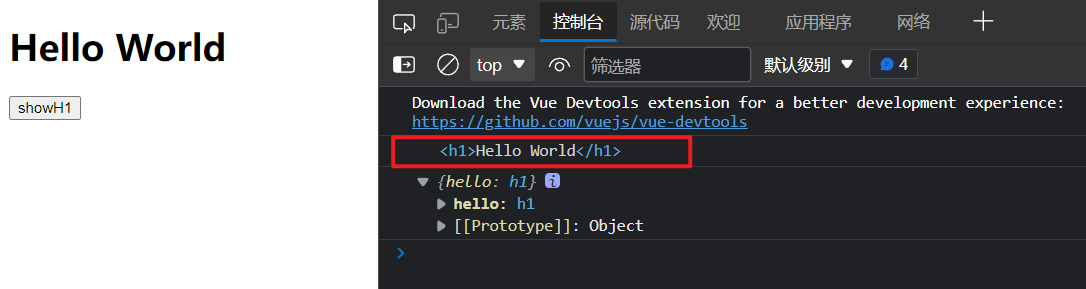 Hello World
showH1
元素 控制台 源代码 欢迎 应用程序 网络
top 筛选器 默认级别 4
Download the Vue Devtools extension for a better development experience:
https://github.com/vuejs/vue-devtools
<h1>Hello World</h1>
{hello: h1} i
hello: h1
[[Prototype]]: Object